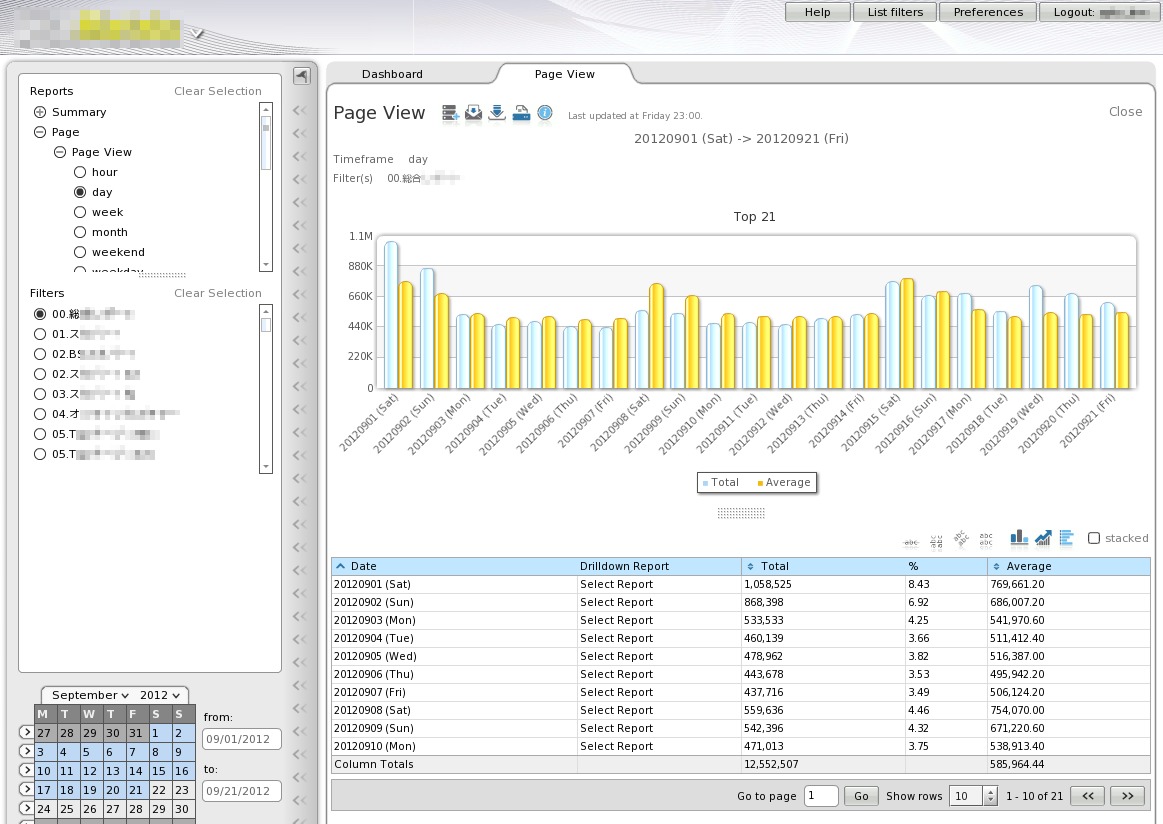 Help List filters Preferences Logout:
Reports Clear Selection
Summary
Page
Page View
hour
day
week
month
weekend
weekday
Filters Clear Selection
00.総
01.ス
02.BS
02.ス
03.ス
04.オ
05.T
05.T
September 2012
M T W T F S S
27 28 29 30 31 1 2
3 4 5 6 7 8 9
10 11 12 13 14 15 16
17 18 19 20 21 22 23
24 25 26 27 28 29 30
from:
09/01/2012
to:
09/21/2012
Dashboard Page View
Page View Last updated at Friday 23:00. Close
20120901 (Sat) -> 20120921 (Fri)
Timeframe day
Filter(s) 00.総合
Top 21
1.1M
880K
660K
440K
220K
0
20120901 (Sat)
20120902 (Sun)
20120903 (Mon)
20120904 (Tue)
20120905 (Wed)
20120906 (Thu)
20120907 (Fri)
20120908 (Sat)
20120909 (Sun)
20120910 (Mon)
20120911 (Tue)
20120912 (Wed)
20120913 (Thu)
20120914 (Fri)
20120915 (Sat)
20120916 (Sun)
20120917 (Mon)
20120918 (Tue)
20120919 (Wed)
20120920 (Thu)
20120921 (Fri)
Total Average
abc abc abc abc abc abc abc stacked
Date Drilldown Report Total % Average
20120901 (Sat) Select Report 1,058,525 8.43 769,661.20
20120902 (Sun) Select Report 868,398 6.92 686,007.20
20120903 (Mon) Select Report 533,533 4.25 541,970.60
20120904 (Tue) Select Report 460,139 3.66 511,412.40
20120905 (Wed) Select Report 478,962 3.82 516,387.00
20120906 (Thu) Select Report 443,678 3.53 495,942.20
20120907 (Fri) Select Report 437,716 3.49 506,124.20
20120908 (Sat) Select Report 559,636 4.46 754,070.00
20120909 (Sun) Select Report 542,396 4.32 671,220.60
20120910 (Mon) Select Report 471,013 3.75 538,913.40
Column Totals 12,552,507 585,964.44
Go to page 1 Go Show rows 10 1 - 10 of 21 << >>